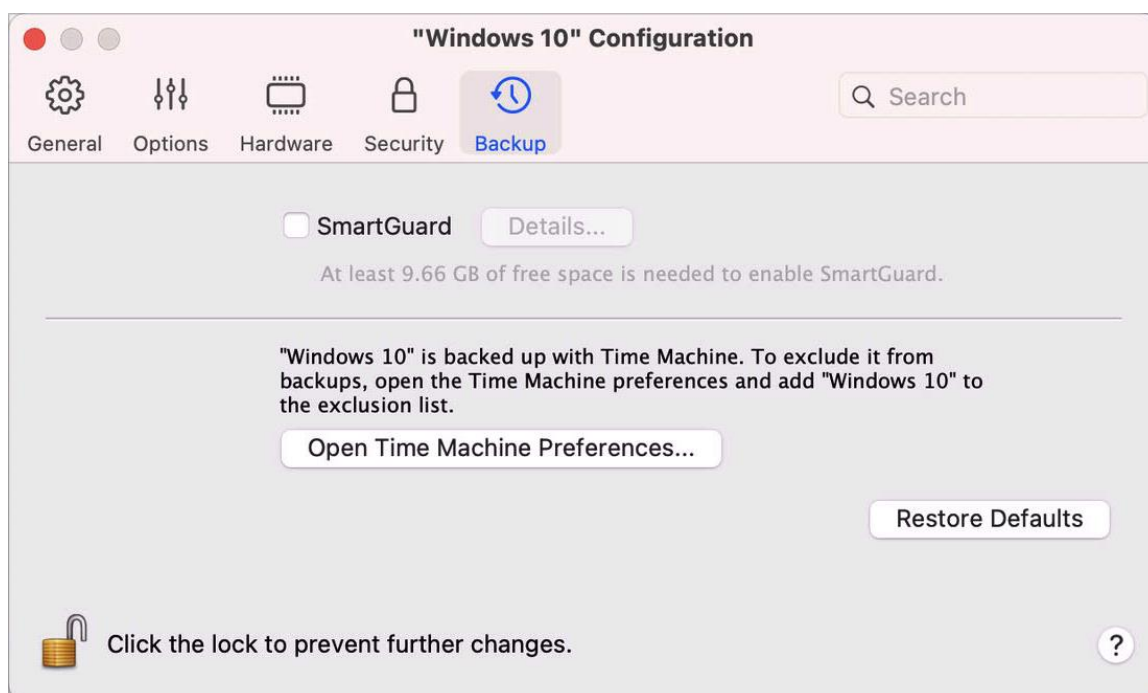 "Windows 10" Configuration
General Options Hardware Security Backup
Search
SmartGuard Details...
At least 9.66 GB of free space is needed to enable SmartGuard.
"Windows 10" is backed up with Time Machine. To exclude it from
backups, open the Time Machine preferences and add "Windows 10" to
the exclusion list.
Open Time Machine Preferences...
Restore Defaults
Click the lock to prevent further changes.
?